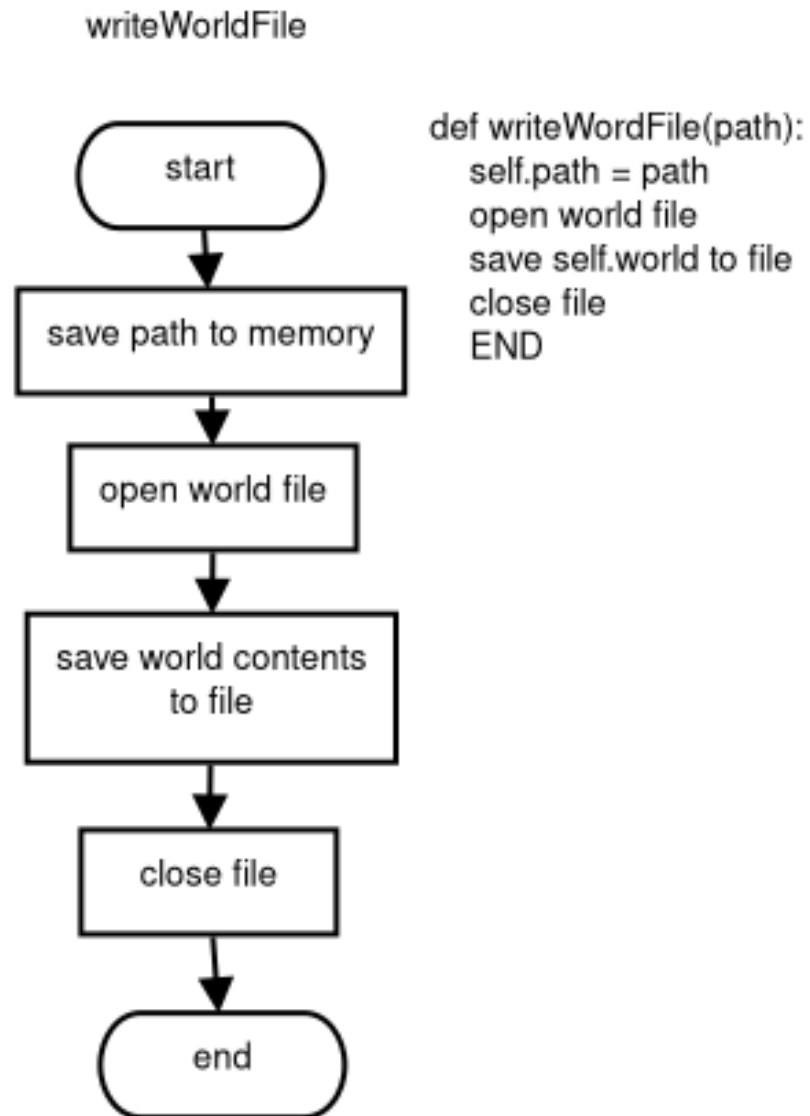 writeWorldFile
start
save path to memory
open world file
save world contents
to file
close file
end
def writeWordFile(path):
self.path = path
open world file
save self.world to file
close file
END